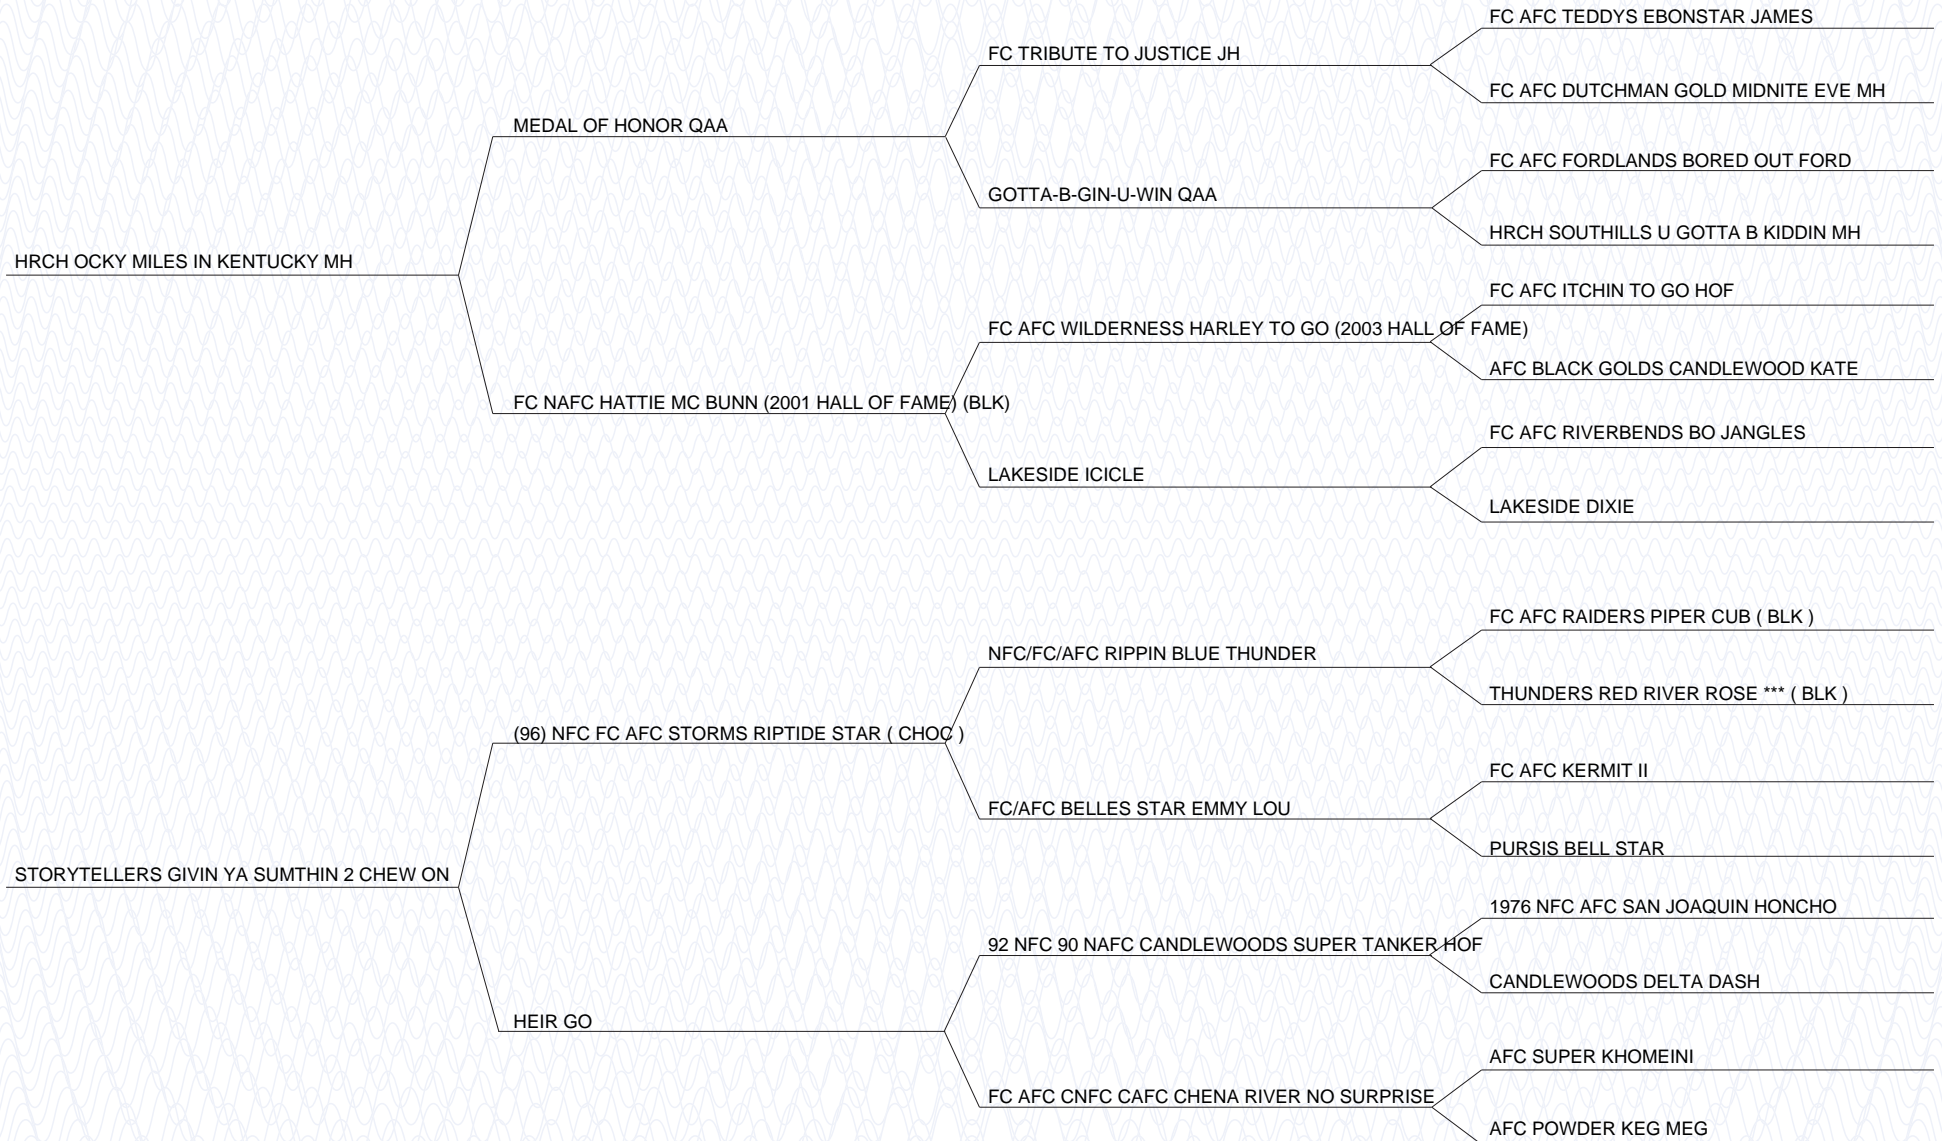 FC AFC TEDDYS EBONSTAR JAMES
FC TRIBUTE TO JUSTICE JH
FC AFC DUTCHMAN GOLD MIDNITE EVE MH
MEDAL OF HONOR QAA
FC AFC FORDLANDS BORED OUT FORD
GOTTA-B-GIN-U-WIN QAA
HRCH SOUTHILLS U GOTTA B KIDDIN MH
HRCH OCKY MILES IN KENTUCKY MH
FC AFC ITCHIN TO GO HOF
FC AFC WILDERNESS HARLEY TO GO (2003 HALL OF FAME)
AFC BLACK GOLDS CANDLEWOOD KATE
FC NAFC HATTIE MC BUNN (2001 HALL OF FAME) (BLK)
FC AFC RIVERBENDS BO JANGLES
LAKESIDE ICICLE
LAKESIDE DIXIE
FC AFC RAIDERS PIPER CUB ( BLK )
NFC/FC/AFC RIPPIN BLUE THUNDER
THUNDERS RED RIVER ROSE *** ( BLK )
(96) NFC FC AFC STORMS RIPTIDE STAR ( CHOC )
FC AFC KERMIT II
FC/AFC BELLES STAR EMMY LOU
PURSIS BELL STAR
STORYTELLERS GIVIN YA SUMTHIN 2 CHEW ON
1976 NFC AFC SAN JOAQUIN HONCHO
92 NFC 90 NAFC CANDLEWOODS SUPER TANKER HOF
CANDLEWOODS DELTA DASH
HEIR GO
AFC SUPER KHOMEINI
FC AFC CNFC CAFC CHENA RIVER NO SURPRISE
AFC POWDER KEG MEG